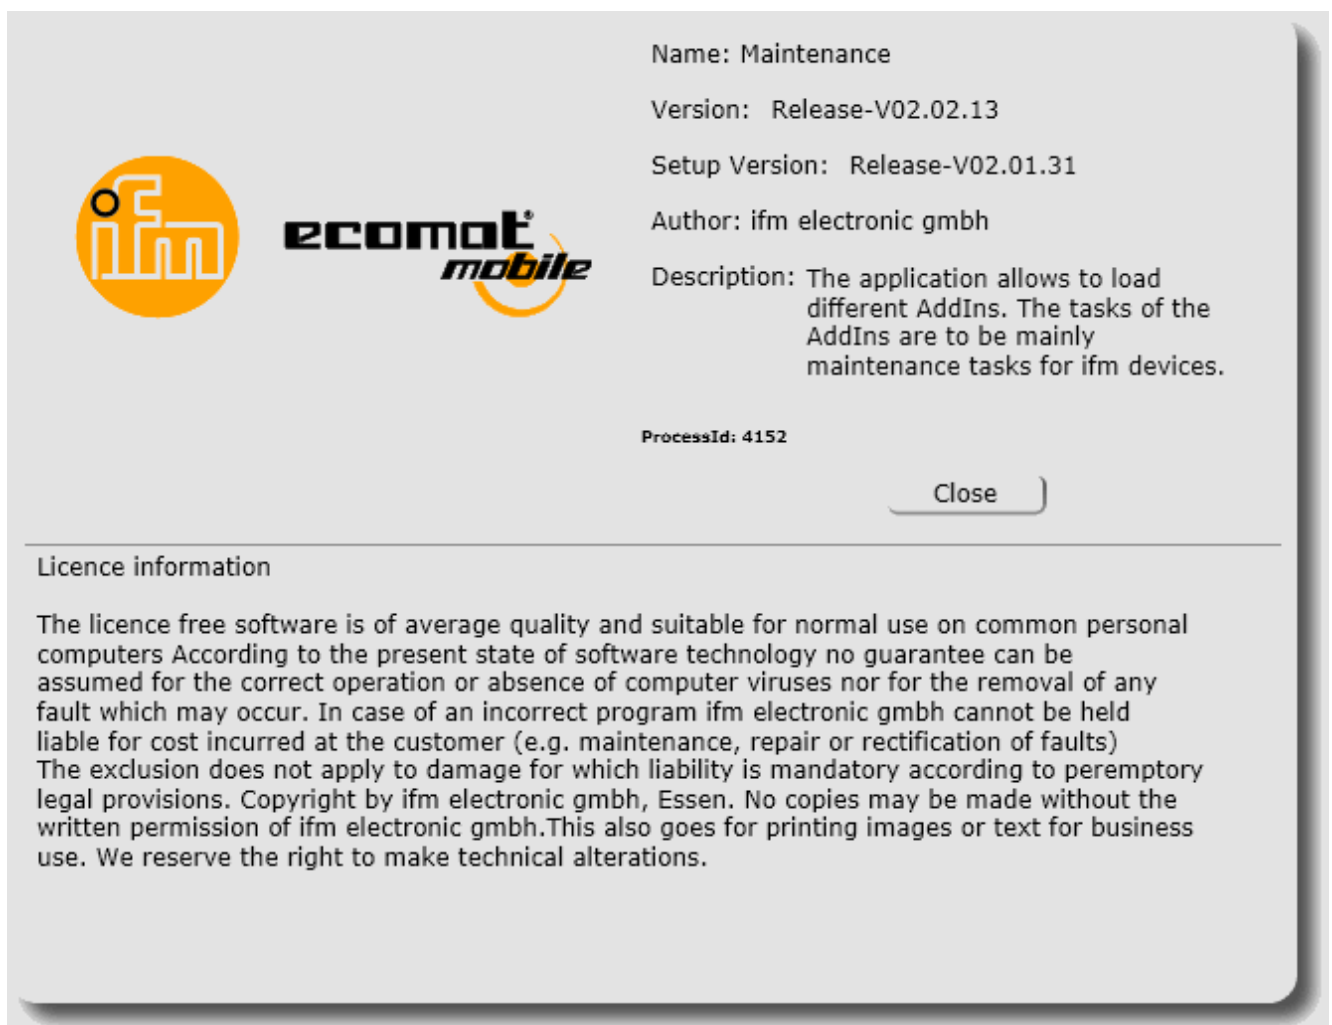 ifm
ecomat
mobile
Name: Maintenance
Version: Release-V02.02.13
Setup Version: Release-V02.01.31
Author: ifm electronic gmbh
Description: The application allows to load
different AddIns. The tasks of the
AddIns are to be mainly
maintenance tasks for ifm devices.
ProcessId: 4152
Close
Licence information
The licence free software is of average quality and suitable for normal use on common personal
computers According to the present state of software technology no guarantee can be
assumed for the correct operation or absence of computer viruses nor for the removal of any
fault which may occur. In case of an incorrect program ifm electronic gmbh cannot be held
liable for cost incurred at the customer (e.g. maintenance, repair or rectification of faults)
The exclusion does not apply to damage for which liability is mandatory according to peremptory
legal provisions. Copyright by ifm electronic gmbh, Essen. No copies may be made without the
written permission of ifm electronic gmbh.This also goes for printing images or text for business
use. We reserve the right to make technical alterations.